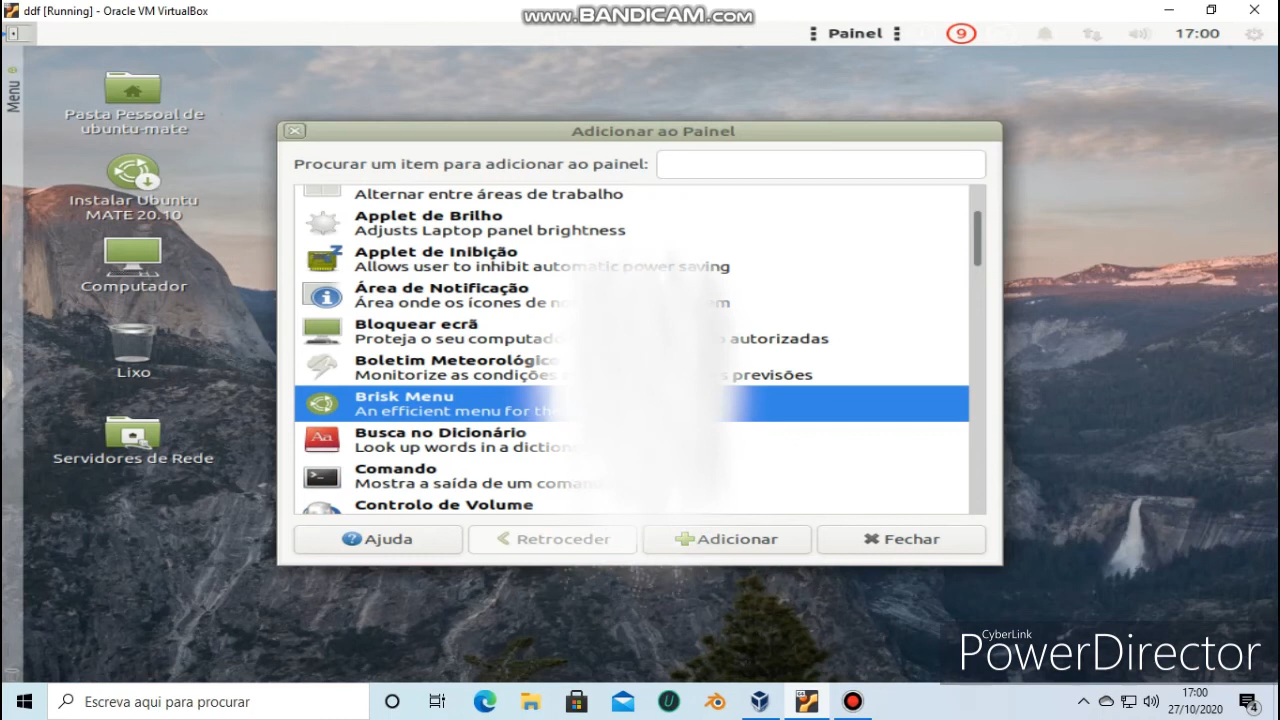 ddf [Running] - Oracle VM VirtualBox
www.BANDICAM.com
Painel
9
17:00
Menu
Pasta Pessoal de
ubuntu-mate
Instalar Ubuntu
MATE 20.10
Computador
Lixo
Servidores de Rede
Adicionar ao Painel
Procurar um item para adicionar ao painel:
Alternar entre áreas de trabalho
Applet de Brilho
Adjusts Laptop panel brightness
Applet de Inibição
Allows user to inhibit automatic power saving
Área de Notificação
Área onde os ícones de
Bloquear ecrã
Proteja o seu autorizadas
Boletim Meteorológico
Monitorize as condições previsões
Brisk Menu
An efficient menu for
Busca no Dicionário
Look up words in a
Comando
Mostra a saída de um
Controlo de Volume
Ajuda
Retroceder
Adicionar
Fechar
CyberLink
PowerDirector
Escreva aqui para procurar
17:00
27/10/2020
4